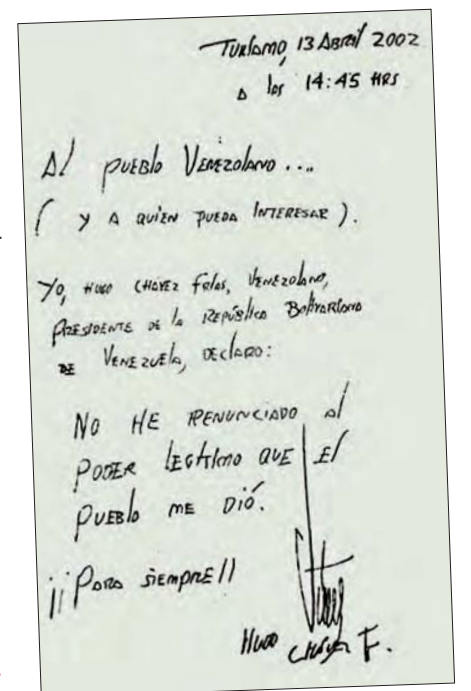 Turiamo, 13 Abril 2002
a las 14:45 HRS
Al pueblo Venezolano....
( y a quien pueda interesar ).
Yo, Hugo Chávez Frías, Venezolano,
Presidente de la República Bolivariana
de Venezuela, declaro:
NO HE RENUNCIADO al
PODER LEGITIMO QUE El
PUEBlO ME DIÓ.
¡¡Para siempre!!
Hugo Chávez F.